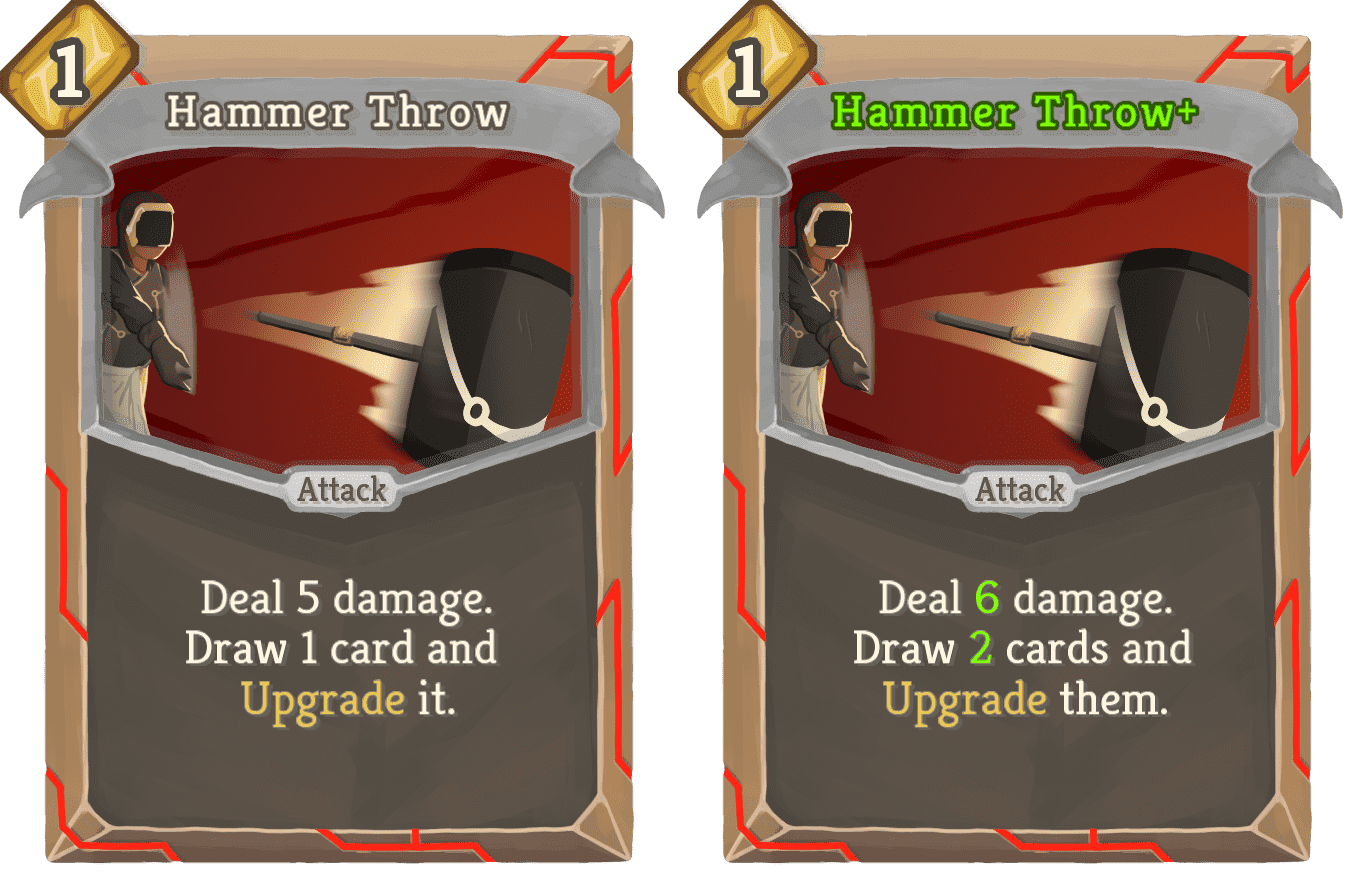 1
Hammer Throw
Attack
Deal 5 damage.
Draw 1 card and
Upgrade it.
1
Hammer Throw+
Attack
Deal 6 damage.
Draw 2 cards and
Upgrade them.